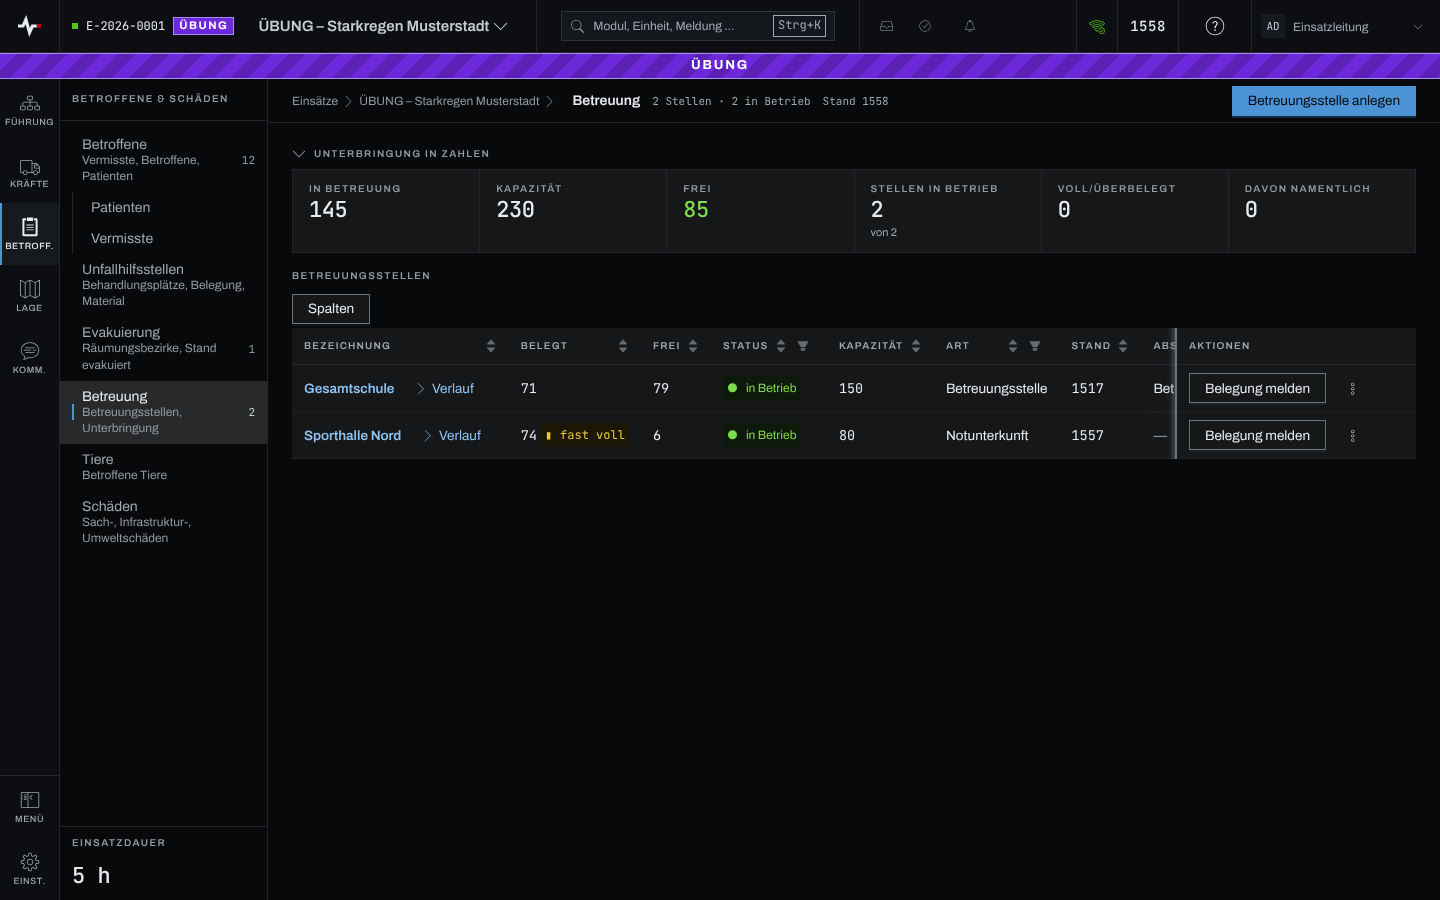 E-2026-0001 ÜBUNG ÜBUNG – Starkregen Musterstadt Modul, Einheit, Meldung ... Strg+K 1558 AD Einsatzleitung
ÜBUNG
FÜHRUNG
KRÄFTE
BETROFF.
LAGE
KOMM.
MENÜ
EINST.
BETROFFENE & SCHÄDEN
Betroffene
Vermisste, Betroffene, 12
Patienten
Patienten
Vermisste
Unfallhilfsstellen
Behandlungsplätze, Belegung,
Material
Evakuierung
Räumungsbezirke, Stand 1
evakuiert
Betreuung
Betreuungsstellen, 2
Unterbringung
Tiere
Betroffene Tiere
Schäden
Sach-, Infrastruktur-,
Umweltschäden
EINSATZDAUER
5 h
Einsätze ÜBUNG – Starkregen Musterstadt Betreuung 2 Stellen · 2 in Betrieb Stand 1558 Betreuungsstelle anlegen
UNTERBRINGUNG IN ZAHLEN
IN BETREUUNG KAPAZITÄT FREI STELLEN IN BETRIEB VOLL/ÜBERBELEGT DAVON NAMENTLICH
145 230 85 2 0 0
von 2
BETREUUNGSSTELLEN
Spalten
BEZEICHNUNG BELEGT FREI STATUS KAPAZITÄT ART STAND ABS AKTIONEN
Gesamtschule Verlauf 71 79 in Betrieb 150 Betreuungsstelle 1517 Bet Belegung melden
Sporthalle Nord Verlauf 74 fast voll 6 in Betrieb 80 Notunterkunft 1557 — Belegung melden